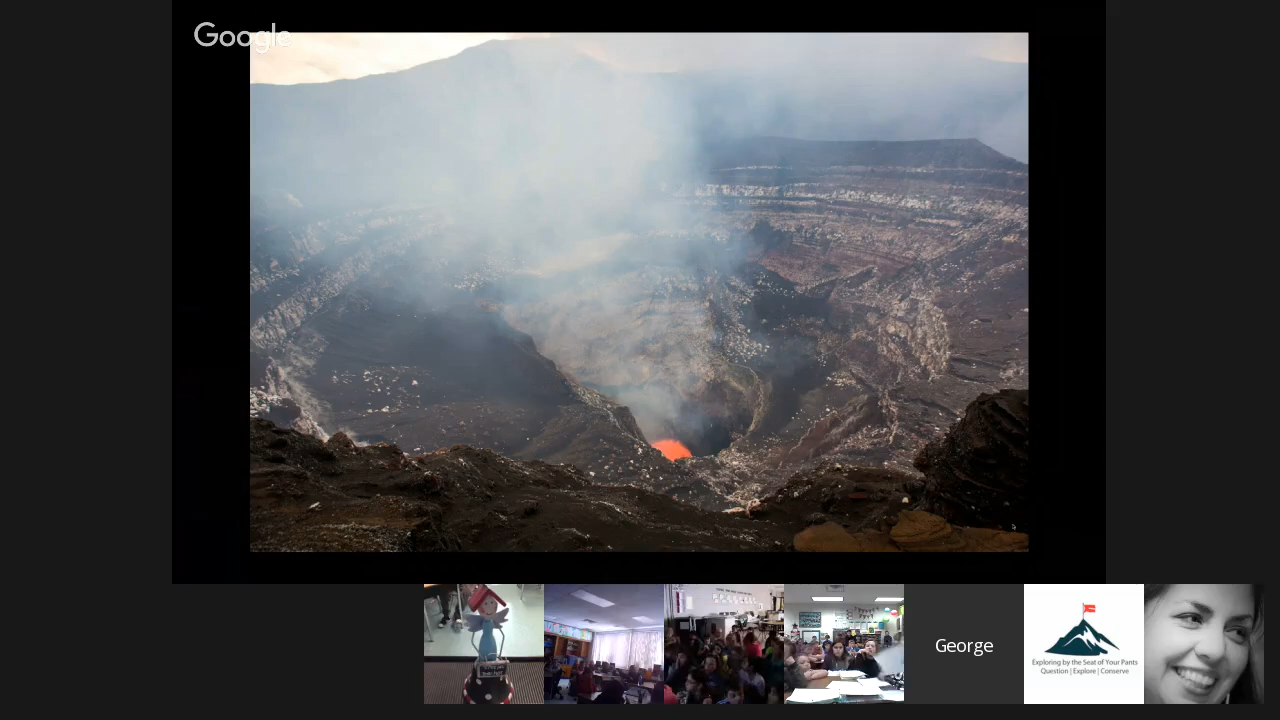 Google
George
Exploring by the Seat of Your Pants
Question | Explore | Conserve